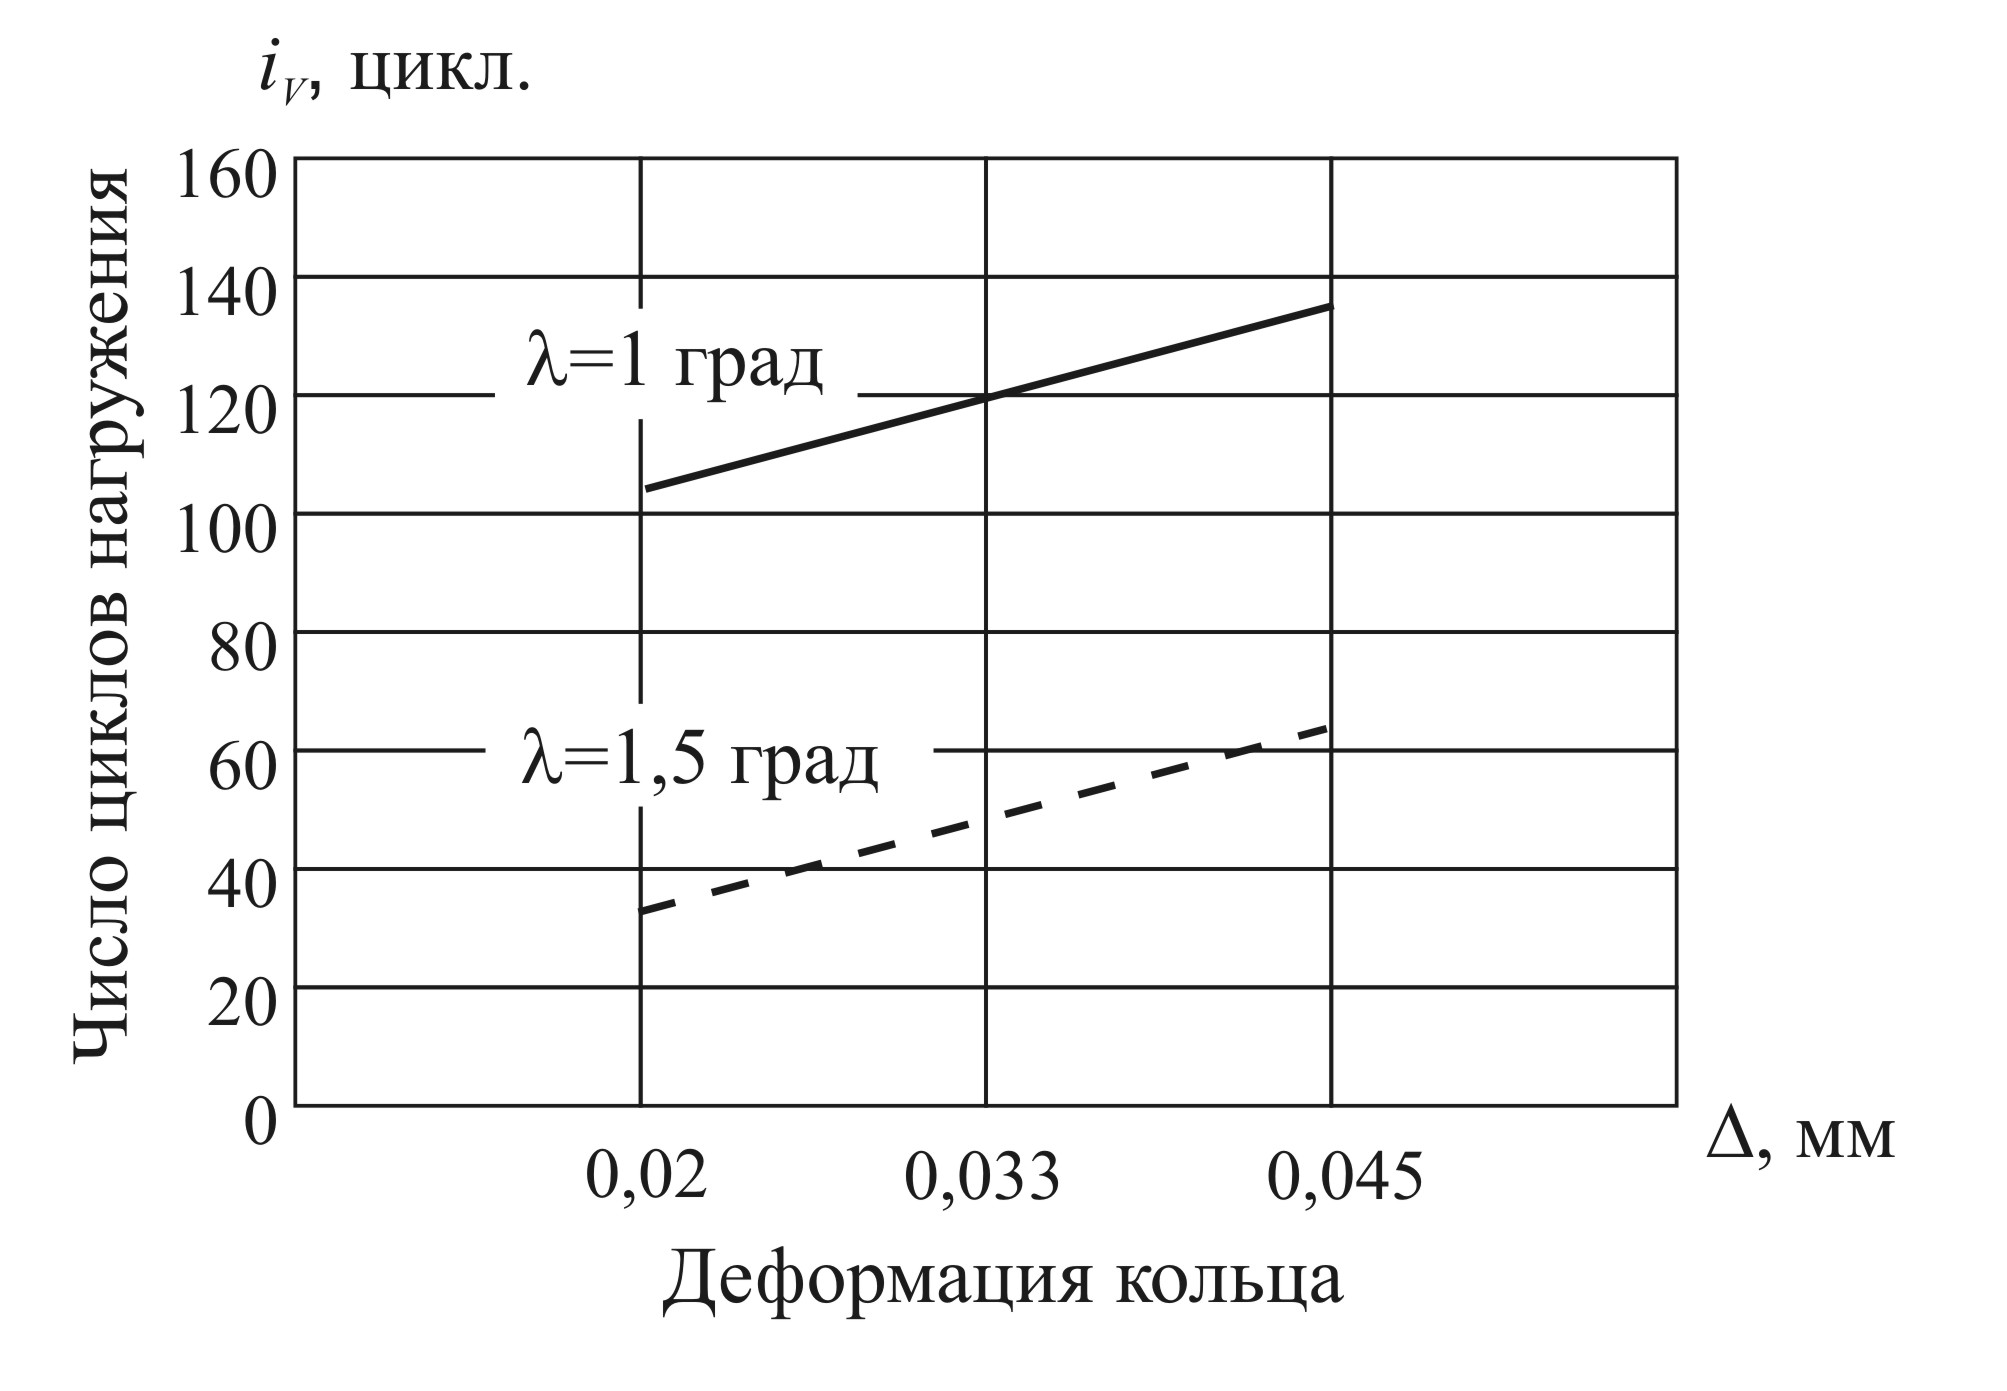 i_V, цикл.
Число циклов нагружения
160
140
λ=1 град
120
100
80
λ=1,5 град
60
40
20
0
0,02 0,033 0,045 Δ, мм
Деформация кольца